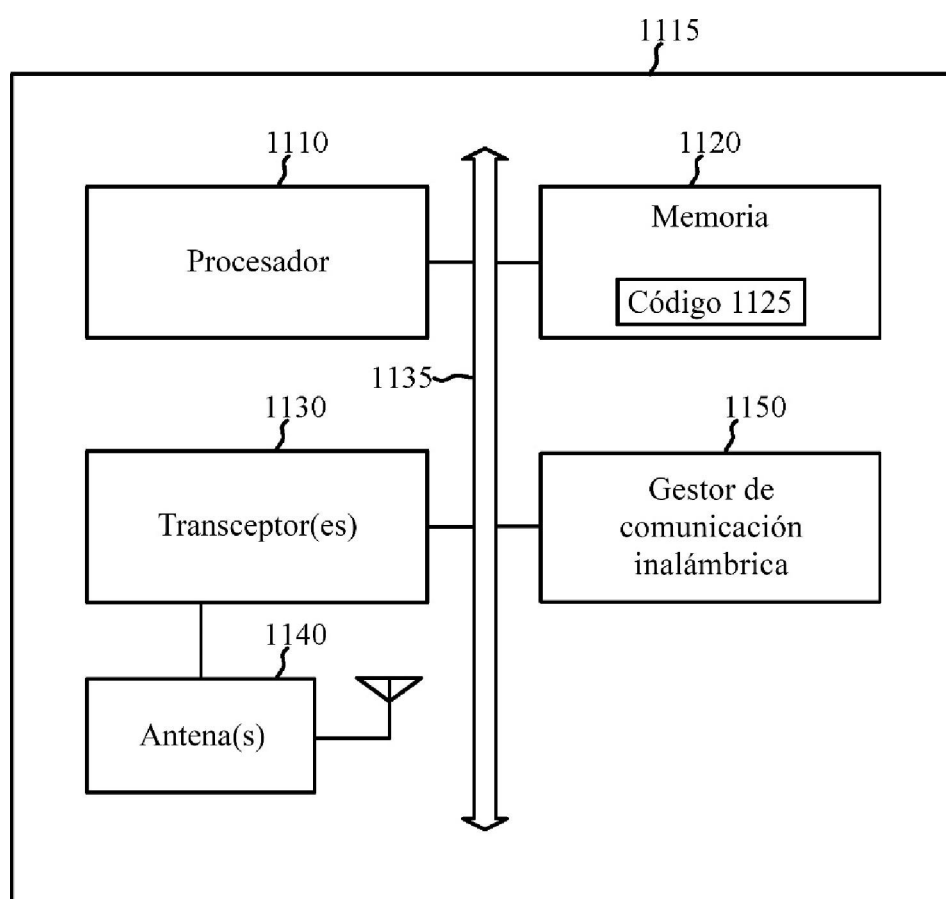 1115
1110
1120
Procesador
Memoria
Código 1125
1135
1130
1150
Transceptor(es)
Gestor de
comunicación
inalámbrica
1140
Antena(s)